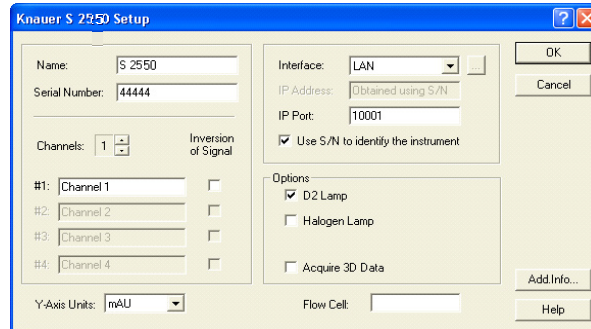 Knauer S 2550 Setup
Name: S 2550
Serial Number: 44444
Channels: 1
Inversion
of Signal
#1: Channel 1
#2: Channel 2
#3: Channel 3
#4: Channel 4
Y-Axis Units: mAU
Interface: LAN ...
IP Address: Obtained using S/N
IP Port: 10001
Use S/N to identify the instrument
Options
D2 Lamp
Halogen Lamp
Acquire 3D Data
Flow Cell:
OK
Cancel
Add.Info...
Help